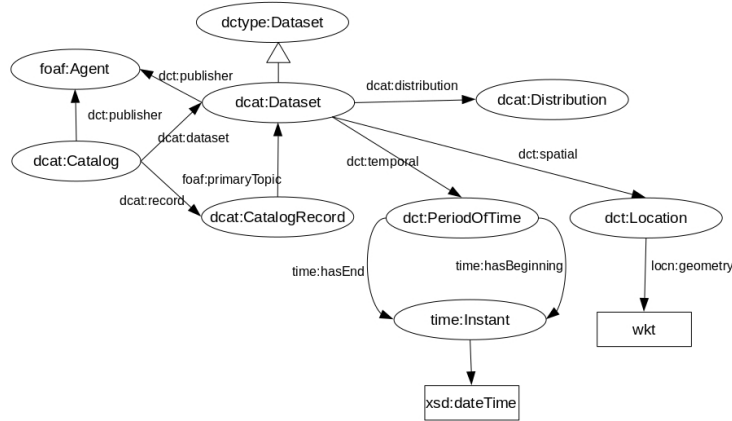 dctype:Dataset
foaf:Agent
dct:publisher
dcat:distribution
dcat:Dataset
dcat:Distribution
dct:publisher
dcat:dataset
dct:spatial
dcat:Catalog
dct:temporal
foaf:primaryTopic
dcat:record
dcat:CatalogRecord
dct:PeriodOfTime
dct:Location
time:hasEnd
time:hasBeginning
locn:geometry
time:Instant
wkt
xsd:dateTime